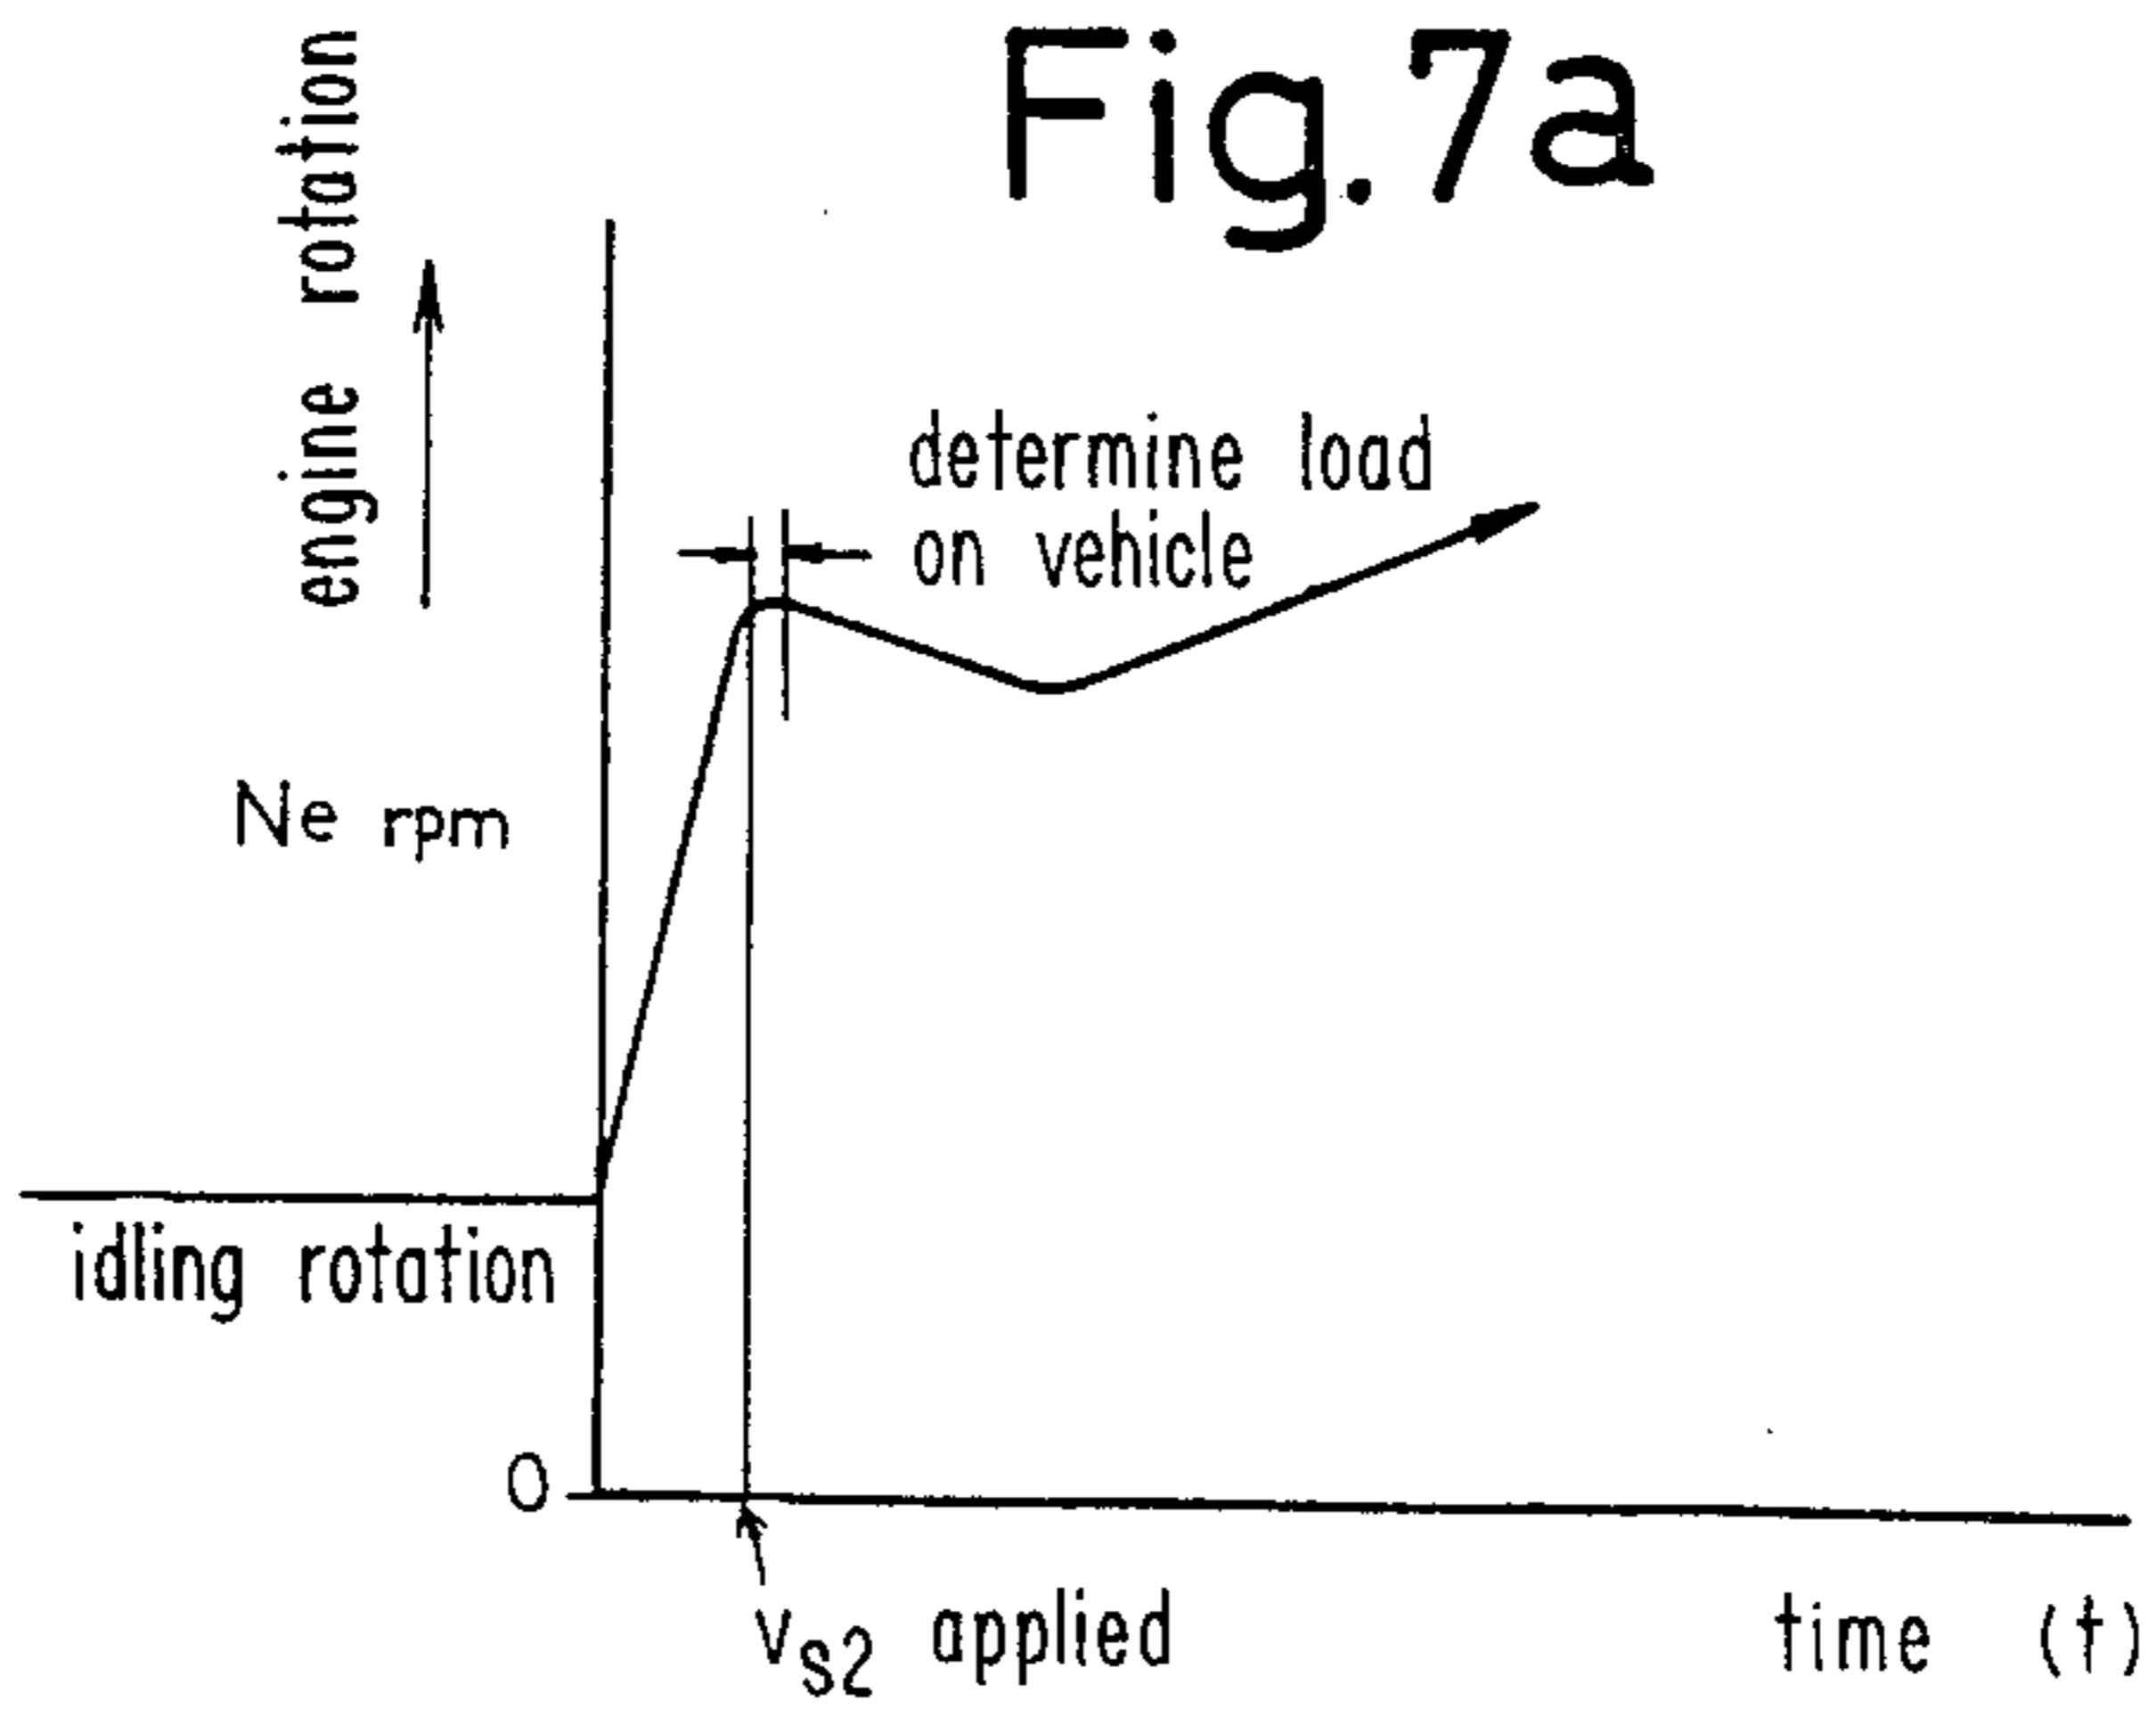 Fig.7a
engine rotation
determine load
on vehicle
Ne rpm
idling rotation
0
vs2 applied
time (t)